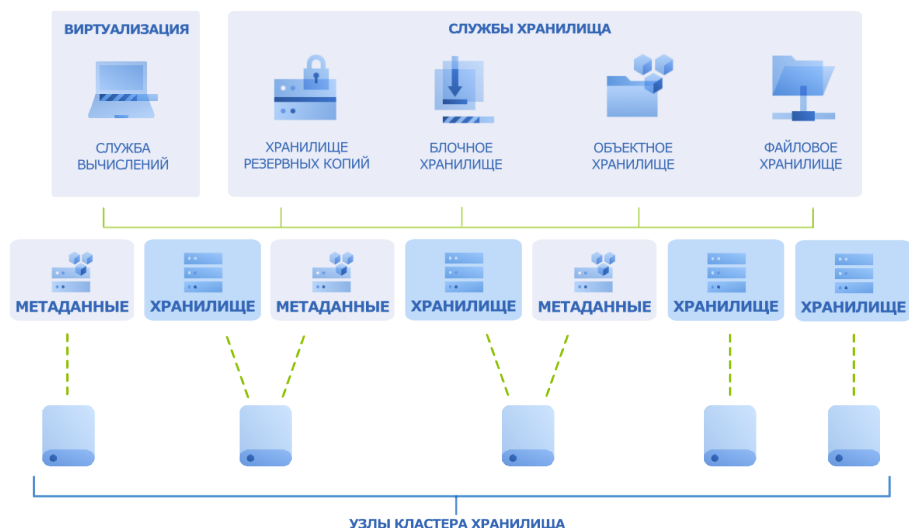 ВИРТУАЛИЗАЦИЯ
СЛУЖБЫ ХРАНИЛИЩА
СЛУЖБА
ВЫЧИСЛЕНИЙ
ХРАНИЛИЩЕ
РЕЗЕРВНЫХ КОПИЙ
БЛОЧНОЕ
ХРАНИЛИЩЕ
ОБЪЕКТНОЕ
ХРАНИЛИЩЕ
ФАЙЛОВОЕ
ХРАНИЛИЩЕ
МЕТАДАННЫЕ
ХРАНИЛИЩЕ
МЕТАДАННЫЕ
ХРАНИЛИЩЕ
МЕТАДАННЫЕ
ХРАНИЛИЩЕ
ХРАНИЛИЩЕ
УЗЛЫ КЛАСТЕРА ХРАНИЛИЩА